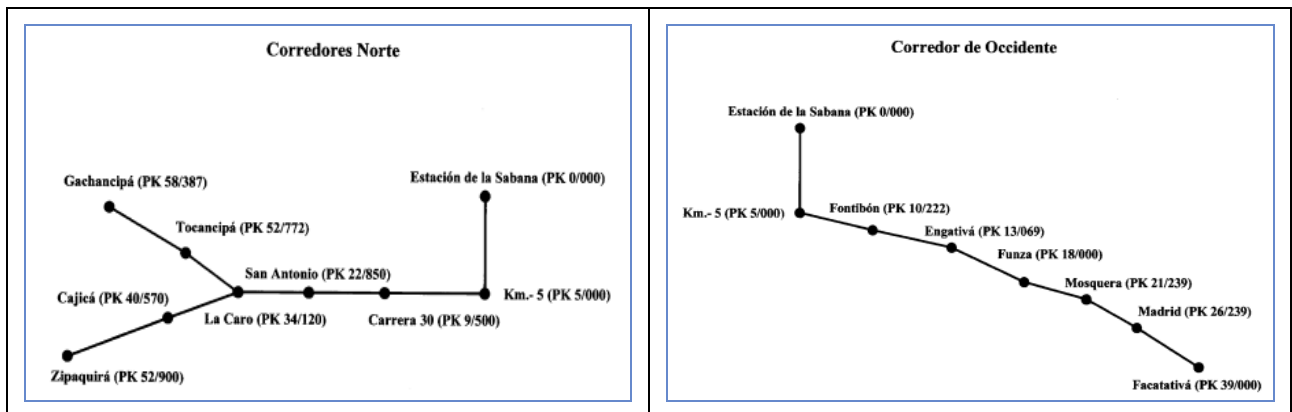 Corredores Norte
Estación de la Sabana (PK 0/000)
Gachancipá (PK 58/387)
Tocancipá (PK 52/772)
San Antonio (PK 22/850)
Cajicá (PK 40/570)
Km.- 5 (PK 5/000)
La Caro (PK 34/120)
Carrera 30 (PK 9/500)
Zipaquirá (PK 52/900)
Corredor de Occidente
Estación de la Sabana (PK 0/000)
Km.- 5 (PK 5/000)
Fontibón (PK 10/222)
Engativá (PK 13/069)
Funza (PK 18/000)
Mosquera (PK 21/239)
Madrid (PK 26/239)
Facatativá (PK 39/000)